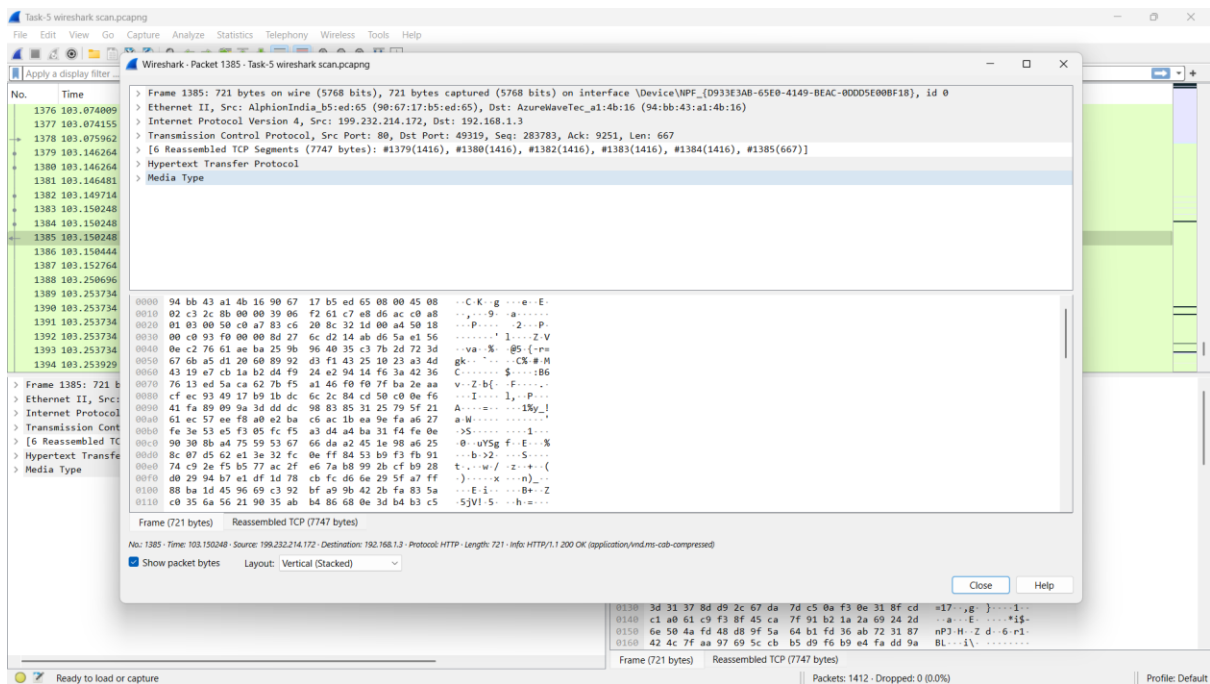 Task-5 wireshark scan.pcapng
File Edit View Go Capture Analyze Statistics Telephony Wireless Tools Help
Wireshark · Packet 1385 · Task-5 wireshark scan.pcapng
Apply a display filter ...
No. Time
1376 103.074009
1377 103.074155
1378 103.075962
1379 103.146264
1380 103.146264
1381 103.146481
1382 103.149714
1383 103.150248
1384 103.150248
1385 103.150248
1386 103.150444
1387 103.152764
1388 103.250696
1389 103.253734
1390 103.253734
1391 103.253734
1392 103.253734
1393 103.253734
1394 103.253929
> Frame 1385: 721 b
> Ethernet II, Src:
> Internet Protocol
> Transmission Cont
> [6 Reassembled TC
> Hypertext Transfe
> Media Type
> Frame 1385: 721 bytes on wire (5768 bits), 721 bytes captured (5768 bits) on interface \Device\NPF_{D933E3AB-65E0-4149-BEAC-0DDD5E00BF18}, id 0
> Ethernet II, Src: AlphionIndia_b5:ed:65 (90:67:17:b5:ed:65), Dst: AzureWaveTec_a1:4b:16 (94:bb:43:a1:4b:16)
> Internet Protocol Version 4, Src: 199.232.214.172, Dst: 192.168.1.3
> Transmission Control Protocol, Src Port: 80, Dst Port: 49319, Seq: 283783, Ack: 9251, Len: 667
> [6 Reassembled TCP Segments (7747 bytes): #1379(1416), #1380(1416), #1382(1416), #1383(1416), #1384(1416), #1385(667)]
> Hypertext Transfer Protocol
> Media Type
0000 94 bb 43 a1 4b 16 90 67 17 b5 ed 65 08 00 45 08 ··C·K··g ···e··E·
0010 02 c3 2c 8b 00 00 39 06 f2 61 c7 e8 d6 ac c0 a8 ··,···9· ·a······
0020 01 03 00 50 c0 a7 83 c6 20 8c 32 1d 00 a4 50 18 ···P···· ·2···P·
0030 00 c0 93 f0 00 00 8d 27 6c d2 14 ab d6 5a e1 56 ·······' l····Z·V
0040 0e c2 76 61 ae ba 25 9b 96 40 35 c3 7b 2d 72 3d ··va··%· ·@5·{-r=
0050 67 6b a5 d1 20 60 89 92 d3 f1 43 25 10 23 a3 4d gk·· `·· ··C%·#·M
0060 43 19 e7 cb 1a b2 d4 f9 24 e2 94 14 f6 3a 42 36 C······· $····:B6
0070 76 13 ed 5a ca 62 7b f5 a1 46 f0 f0 7f ba 2e aa v··Z·b{· ·F····.·
0080 cf ec 93 49 17 b9 1b dc 6c 2c 84 cd 50 c0 0e f6 ···I···· l,··P···
0090 41 fa 89 09 9a 3d dd dc 98 83 85 31 25 79 5f 21 A····=·· ···1%y_!
00a0 61 ec 57 ee f8 a0 e2 ba c6 ac 1b ea 9e fa a6 27 a·W····· ·······'
00b0 fe 3e 53 e5 f3 05 fc f5 a3 d4 a4 ba 31 f4 fe 0e ·>S····· ····1···
00c0 90 30 8b a4 75 59 53 67 66 da a2 45 1e 98 a6 25 ·0··uYSg f··E···%
00d0 8c 07 d5 62 e1 3e 32 fc 0e ff 84 53 b9 f3 fb 91 ···b·>2· ···S····
00e0 74 c9 2e f5 b5 77 ac 2f e6 7a b8 99 2b cf b9 28 t·.··w·/ ·z··+··(
00f0 d0 29 94 b7 e1 df 1d 78 cb fc d6 6e 29 5f a7 ff ·)·····x ···n)_··
0100 88 ba 1d 45 96 69 c3 92 bf a9 9b 42 2b fa 83 5a ···E·i·· ···B+··Z
0110 c0 35 6a 56 21 90 35 ab b4 86 68 0e 3d b4 b3 c5 ·5jV!·5· ··h·=···
Frame (721 bytes) Reassembled TCP (7747 bytes)
No.: 1385 · Time: 103.150248 · Source: 199.232.214.172 · Destination: 192.168.1.3 · Protocol: HTTP · Length: 721 · Info: HTTP/1.1 200 OK (application/vnd.ms-cab-compressed)
Show packet bytes Layout: Vertical (Stacked)
Close Help
0130 3d 31 37 8d d9 2c 67 da 7d c5 0a f3 0e 31 8f cd =17··,g· }····1··
0140 c1 a0 61 c9 f3 8f 45 ca 7f 91 b2 1a 2a 69 24 2d ··a···E· ····*i$-
0150 6e 50 4a fd 48 d8 9f 5a 64 b1 fd 36 ab 72 31 87 nPJ·H··Z d··6·r1·
0160 42 4c 7f aa 97 69 5c cb b5 d9 f6 b9 e4 fa dd 9a BL···i\· ········
Frame (721 bytes) Reassembled TCP (7747 bytes)
Ready to load or capture
Packets: 1412 · Dropped: 0 (0.0%)
Profile: Default